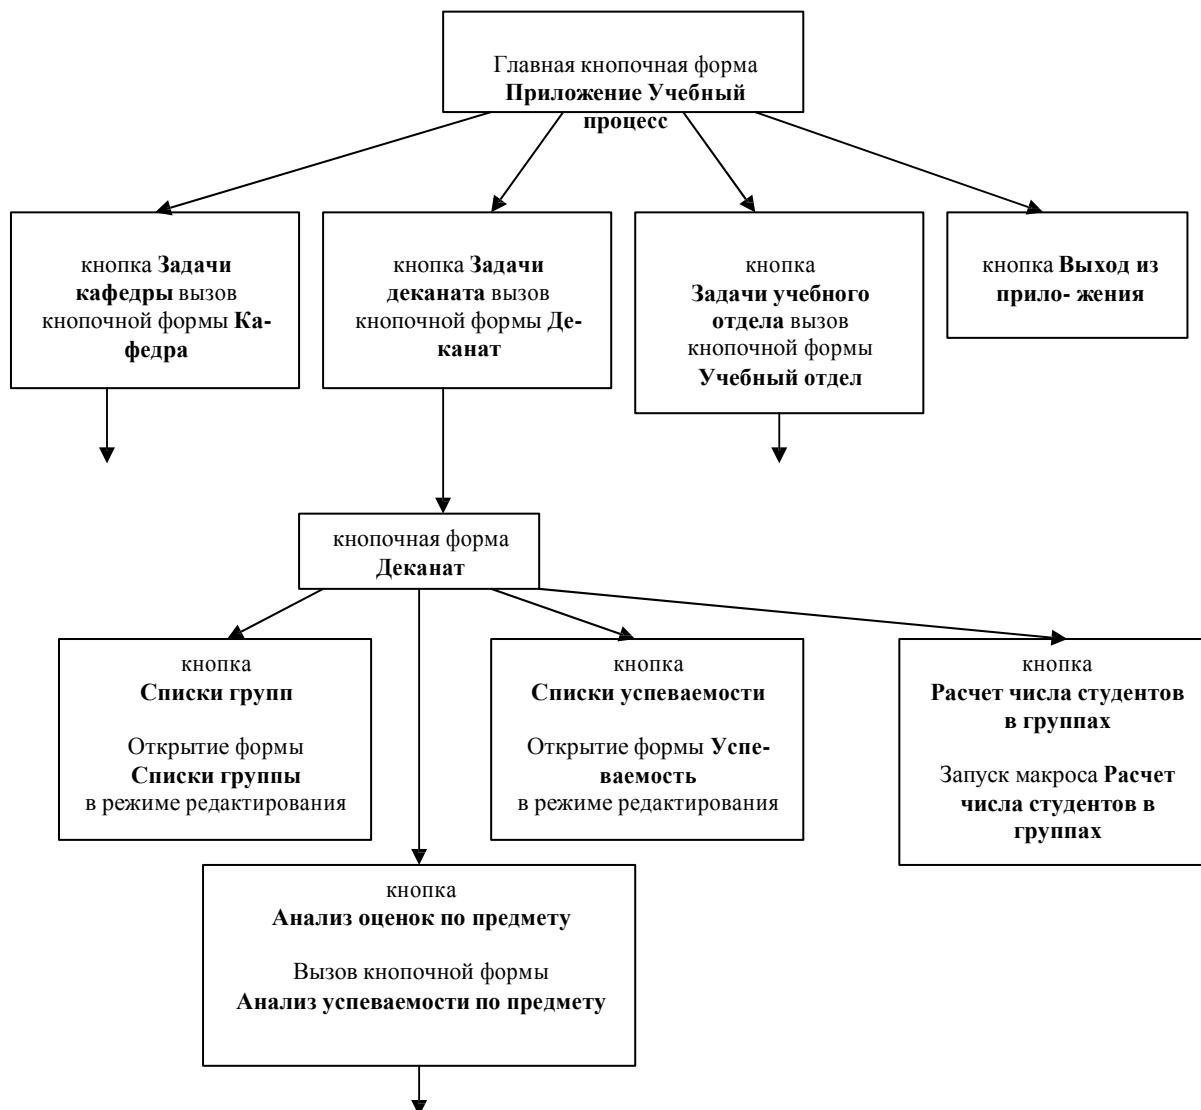 Главная кнопочная форма
Приложение Учебный
процесс
кнопка Задачи
кафедры вызов
кнопочной формы Ка-
федра
кнопка Задачи
деканата вызов
кнопочной формы Де-
канат
кнопка
Задачи учебного
отдела вызов
кнопочной формы
Учебный отдел
кнопка Выход из
прило- жения
кнопочная форма
Деканат
кнопка
Списки групп
Открытие формы
Списки группы
в режиме редактирования
кнопка
Списки успеваемости
Открытие формы Успе-
ваемость
в режиме редактирования
кнопка
Расчет числа студентов
в группах
Запуск макроса Расчет
числа студентов в
группах
кнопка
Анализ оценок по предмету
Вызов кнопочной формы
Анализ успеваемости по предмету